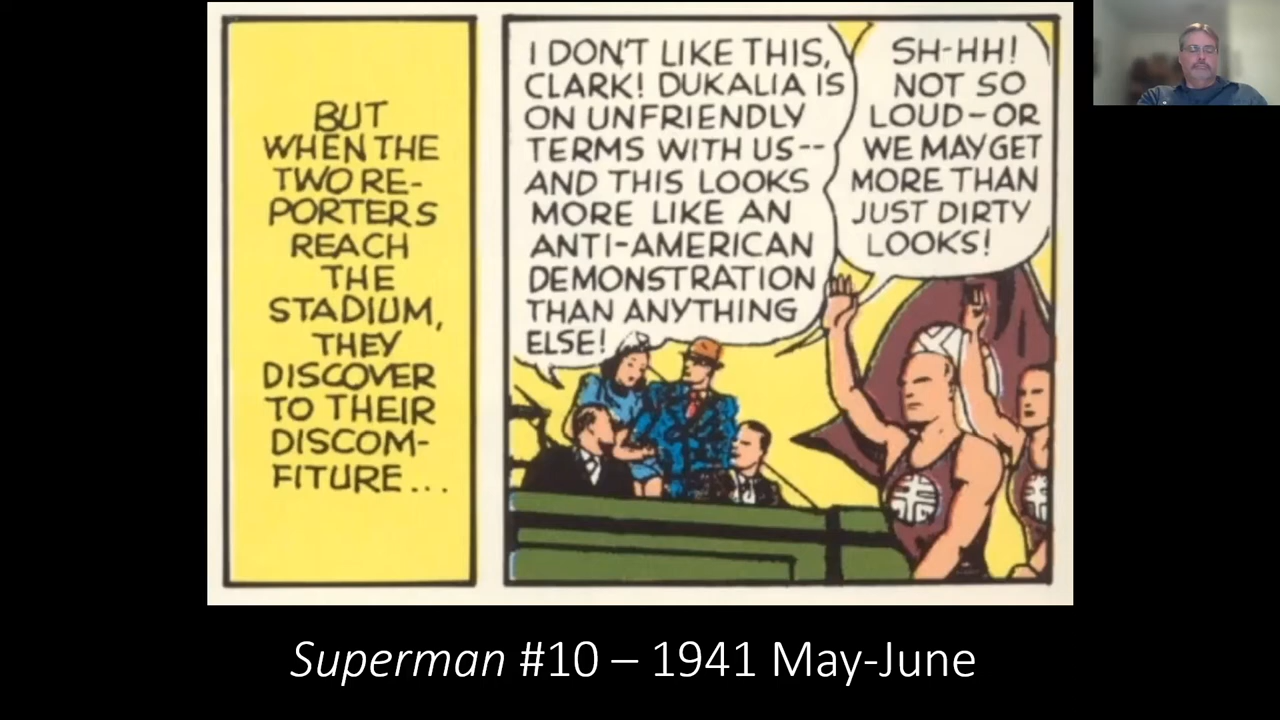 BUT
WHEN THE
TWO RE-
PORTERS
REACH
THE
STADIUM,
THEY
DISCOVER
TO THEIR
DISCOM-
FITURE...
I DON'T LIKE THIS,
CLARK! DUKALIA IS
ON UNFRIENDLY
TERMS WITH US--
AND THIS LOOKS
MORE LIKE AN
ANTI-AMERICAN
DEMONSTRATION
THAN ANYTHING
ELSE!
SH-HH!
NOT SO
LOUD-OR
WE MAY GET
MORE THAN
JUST DIRTY
LOOKS!
Superman #10 – 1941 May-June